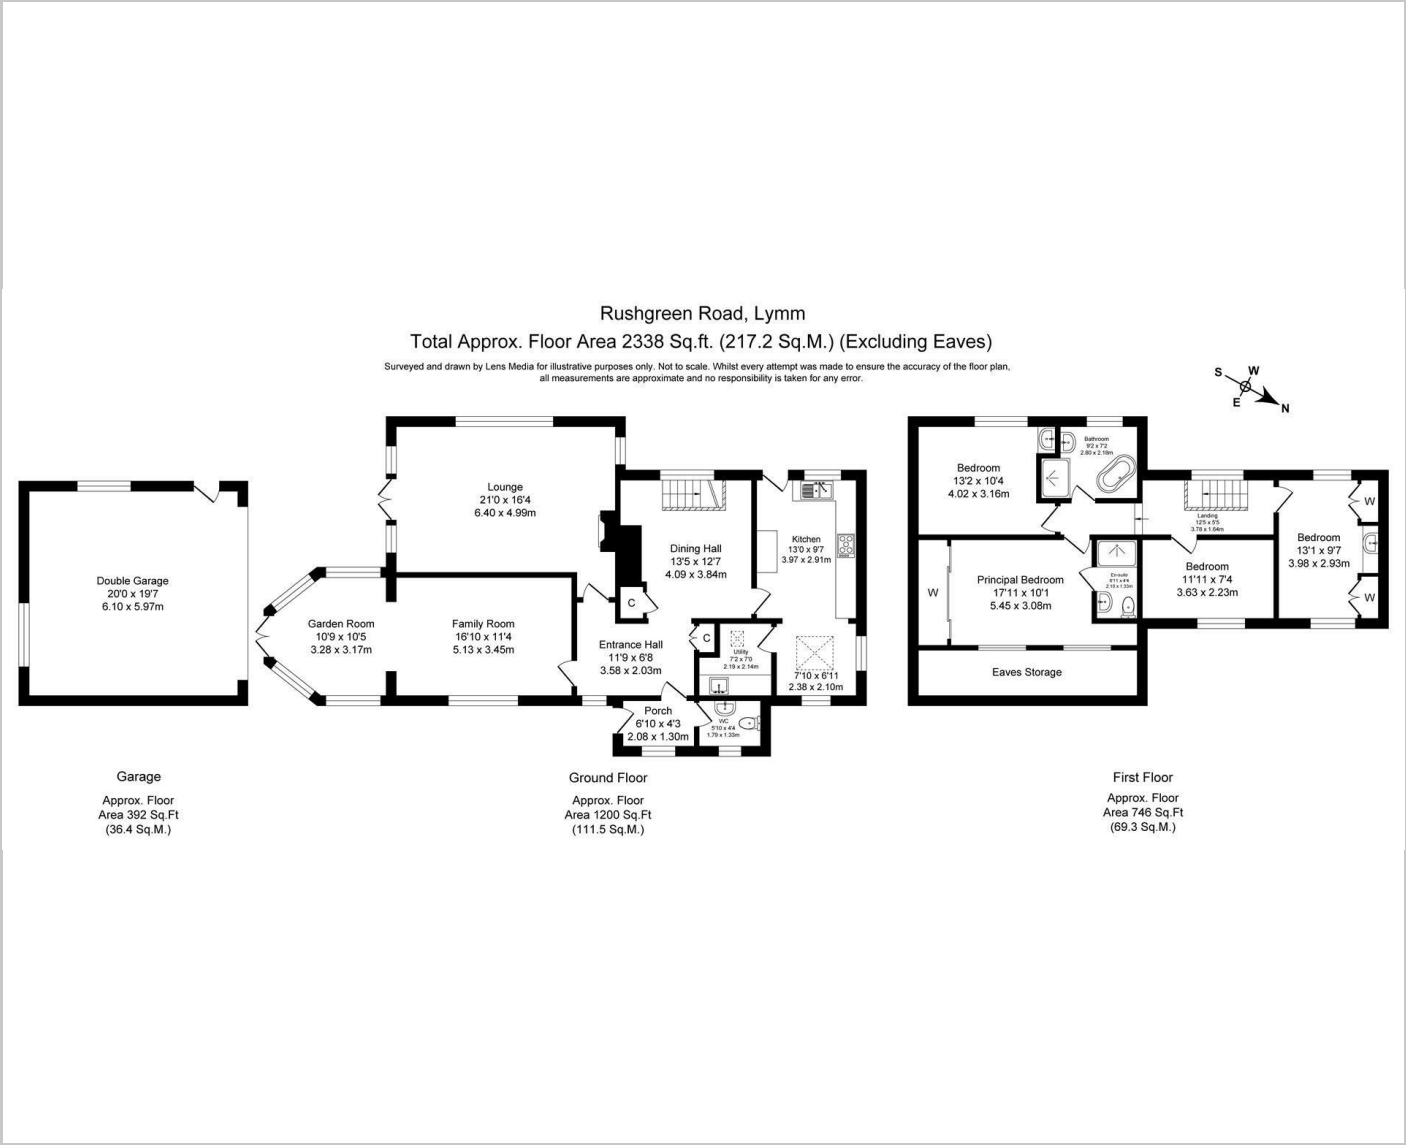 Rushgreen Road, Lymm
Total Approx. Floor Area 2338 Sq.ft. (217.2 Sq.M.) (Excluding Eaves)
Surveyed and drawn by Lens Media for illustrative purposes only. Not to scale. Whilst every attempt was made to ensure the accuracy of the floor plan,
all measurements are approximate and no responsibility is taken for any error.
S
W
E
N
Double Garage
20'0 x 19'7
6.10 x 5.97m
Garden Room
10'9 x 10'5
3.28 x 3.17m
Lounge
21'0 x 16'4
6.40 x 4.99m
Family Room
16'10 x 11'4
5.13 x 3.45m
Dining Hall
13'5 x 12'7
4.09 x 3.84m
C
Entrance Hall
11'9 x 6'8
3.58 x 2.03m
C
Kitchen
13'0 x 9'7
3.97 x 2.91m
Utility
7'2 x 7'0
2.19 x 2.14m
7'10 x 6'11
2.38 x 2.10m
Porch
6'10 x 4'3
2.08 x 1.30m
WC
5'10 x 4'4
1.79 x 1.33m
Bedroom
13'2 x 10'4
4.02 x 3.16m
Bathroom
9'2 x 7'2
2.80 x 2.18m
Landing
12'5 x 5'5
3.78 x 1.64m
W
Principal Bedroom
17'11 x 10'1
5.45 x 3.08m
En-suite
6'11 x 4'4
2.10 x 1.33m
Bedroom
11'11 x 7'4
3.63 x 2.23m
Bedroom
13'1 x 9'7
3.98 x 2.93m
W
W
Eaves Storage
Garage
Approx. Floor
Area 392 Sq.Ft
(36.4 Sq.M.)
Ground Floor
Approx. Floor
Area 1200 Sq.Ft
(111.5 Sq.M.)
First Floor
Approx. Floor
Area 746 Sq.Ft
(69.3 Sq.M.)